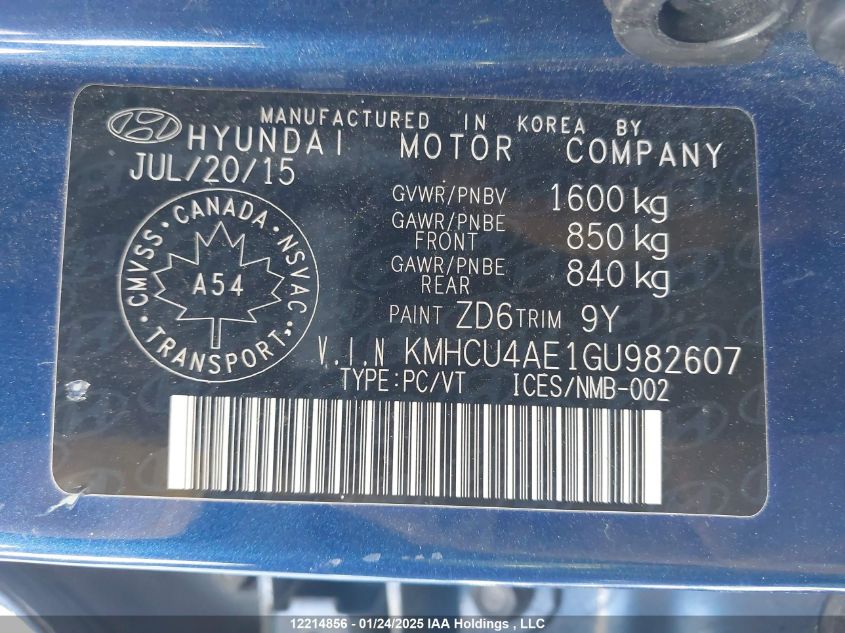 MANUFACTURED IN KOREA BY
HYUNDAI MOTOR COMPANY
JUL/20/15
GVWR/PNBV 1600 kg
GAWR/PNBE FRONT 850 kg
GAWR/PNBE REAR 840 kg
PAINT ZD6 TRIM 9Y
V.I.N KMHCU4AE1GU982607
TYPE:PC/VT ICES/NMB-002
CMVSS · CANADA · NSVAC · TRANSPORT ·
A54
12214856 - 01/24/2025 IAA Holdings, LLC